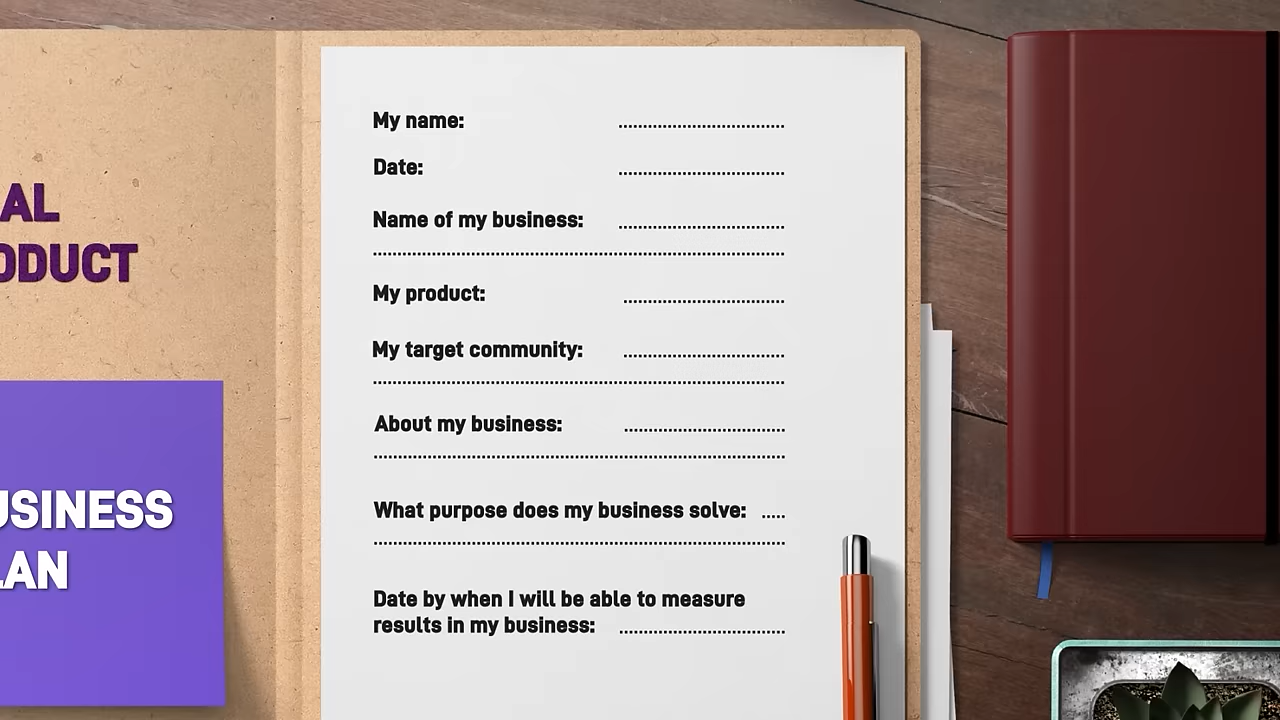 AL
ODUCT
USINESS
LAN
My name: ........................................
Date: ........................................
Name of my business: ........................................
........................................
My product: ........................................
My target community: ........................................
........................................
About my business: ........................................
........................................
What purpose does my business solve: .....
........................................
Date by when I will be able to measure
results in my business: ........................................